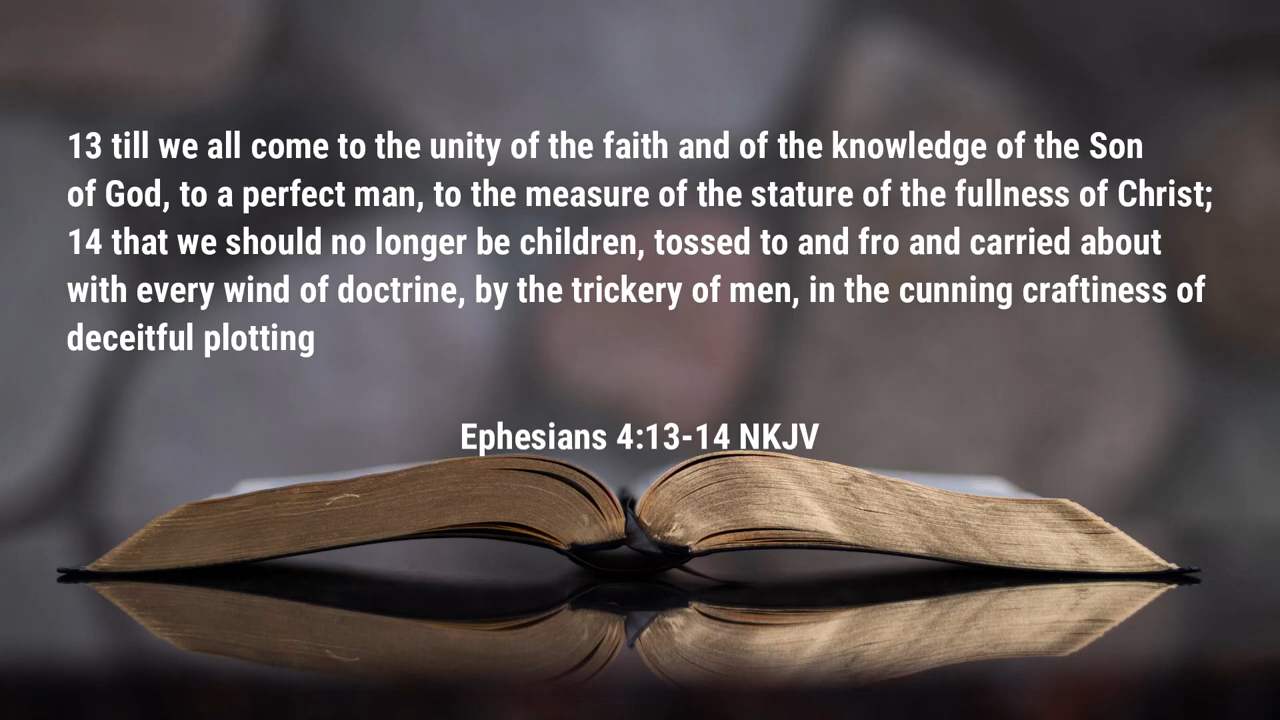 13 till we all come to the unity of the faith and of the knowledge of the Son
of God, to a perfect man, to the measure of the stature of the fullness of Christ;
14 that we should no longer be children, tossed to and fro and carried about
with every wind of doctrine, by the trickery of men, in the cunning craftiness of
deceitful plotting
Ephesians 4:13-14 NKJV